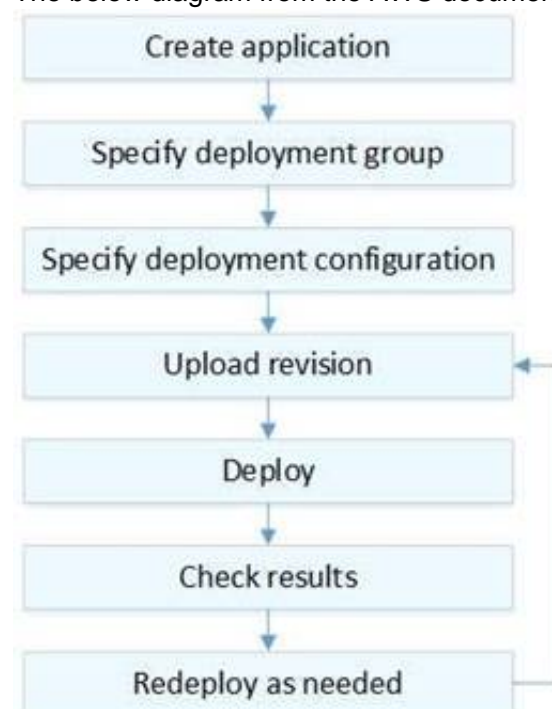 Create application
Specify deployment group
Specify deployment configuration
Upload revision
Deploy
Check results
Redeploy as needed